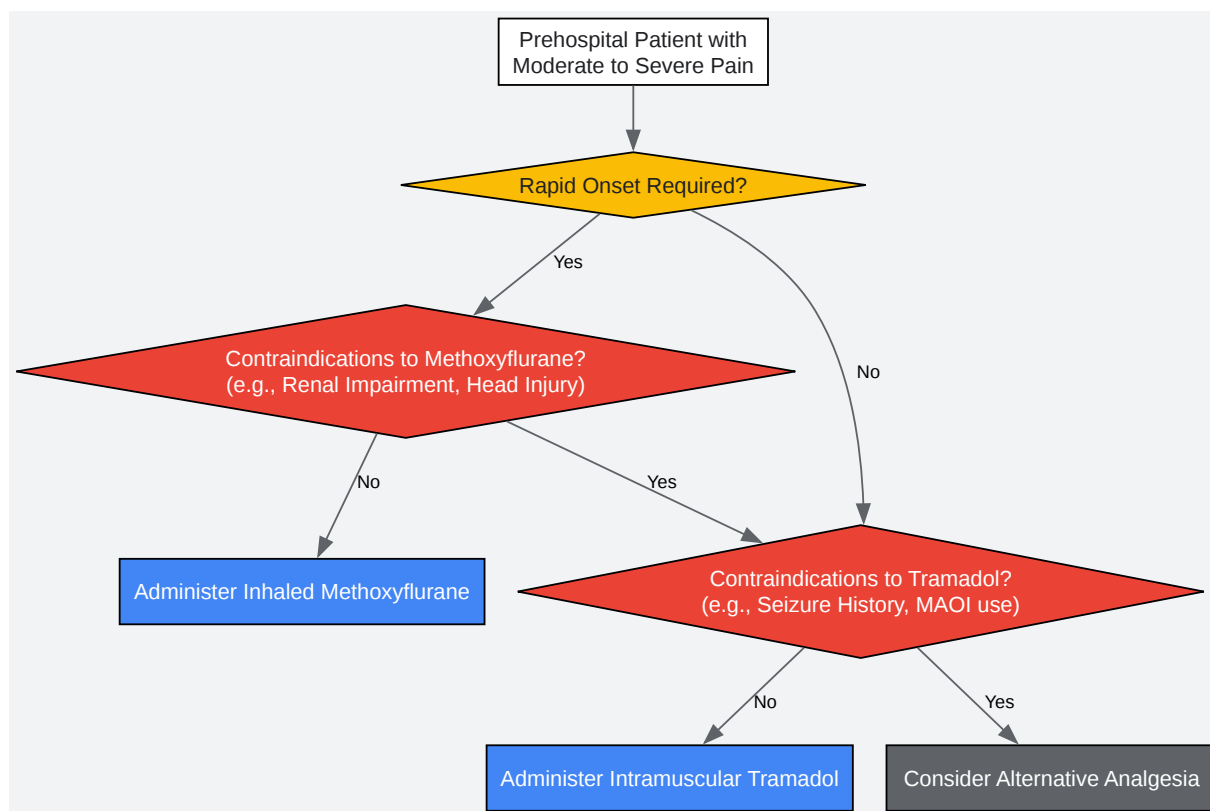 Prehospital Patient with
Moderate to Severe Pain
Rapid Onset Required?
Yes
Contraindications to Methoxyflurane?
(e.g., Renal Impairment, Head Injury)
No
No
Yes
Administer Inhaled Methoxyflurane
Contraindications to Tramadol?
(e.g., Seizure History, MAOI use)
No
Yes
Administer Intramuscular Tramadol
Consider Alternative Analgesia